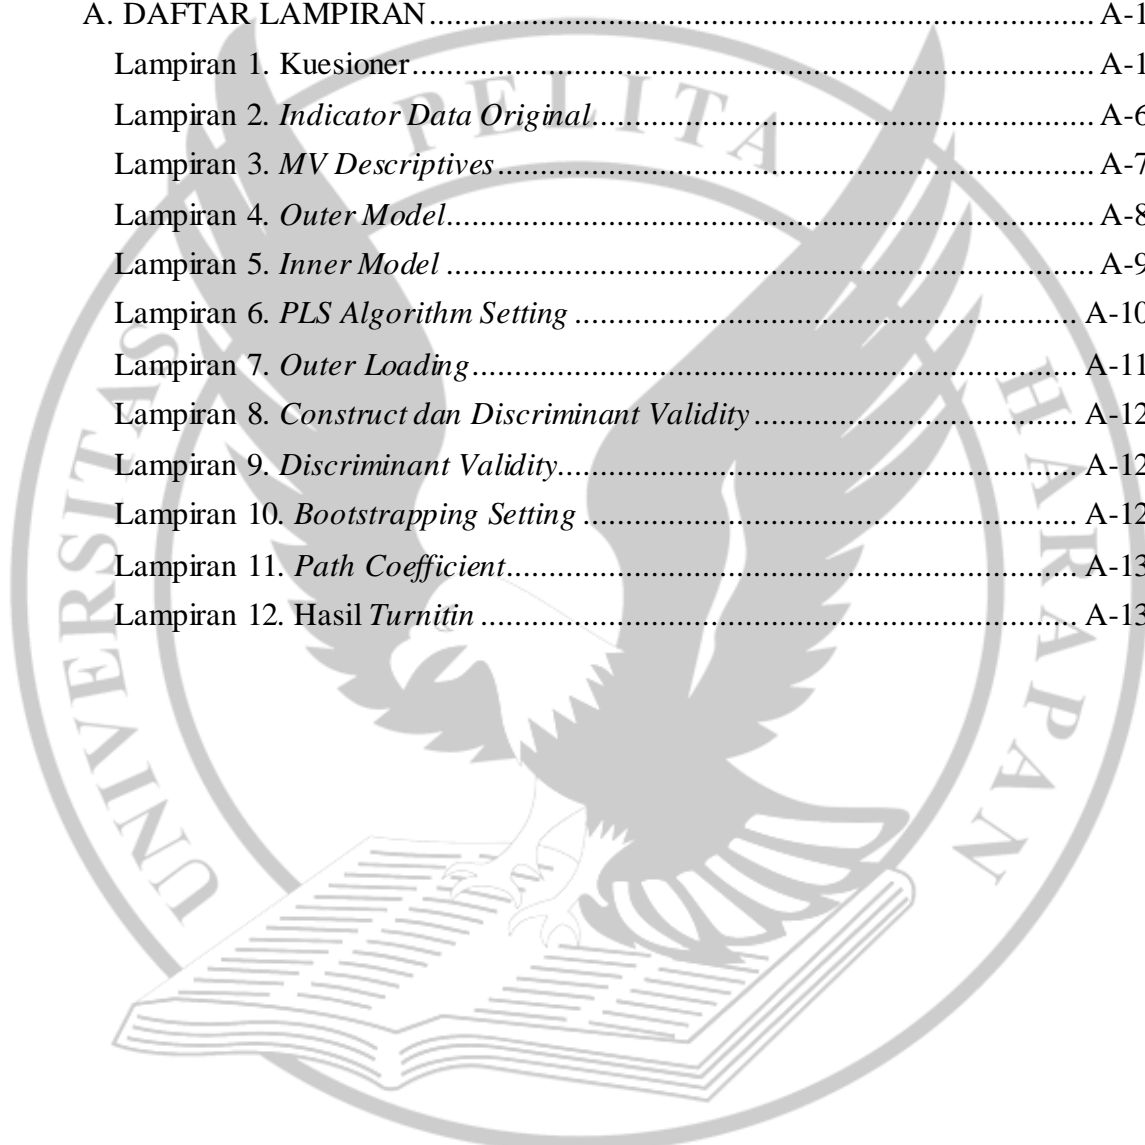 A. DAFTAR LAMPIRAN................................................................................ A-1
Lampiran 1. Kuesioner................................................................................ A-1
Lampiran 2. Indicator Data Original........................................................... A-6
Lampiran 3. MV Descriptives...................................................................... A-7
Lampiran 4. Outer Model............................................................................ A-8
Lampiran 5. Inner Model ............................................................................ A-9
Lampiran 6. PLS Algorithm Setting ........................................................... A-10
Lampiran 7. Outer Loading........................................................................ A-11
Lampiran 8. Construct dan Discriminant Validity ...................................... A-12
Lampiran 9. Discriminant Validity.............................................................. A-12
Lampiran 10. Bootstrapping Setting .......................................................... A-12
Lampiran 11. Path Coefficient.................................................................... A-13
Lampiran 12. Hasil Turnitin ...................................................................... A-13
UNIVERSITAS PELITA HARAPAN